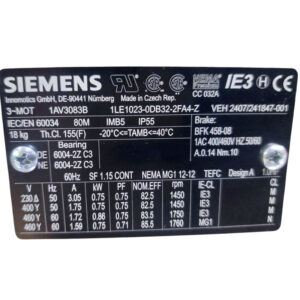 SIEMENS
Innomotics GmbH, DE-90441 Nürnberg
Made in Czech Rep.
CC 032A
IE3
CE
3-MOT 1AV3083B 1LE1023-0DB32-2FA4-Z VEH 2407/241847-001
IEC/EN 60034 80M IMB5 IP55
18 kg Th.Cl. 155(F) -20°C<=TAMB<=40°C
Brake:
BFK 458-08
1AC 400/460V HZ.50/60
A.0.14 Nm.10
Bearing
6004-2Z C3
6004-2Z C3
60Hz SF 1.15 CONT NEMA MG1 12-12 TEFC Design A
V Hz A kW PF EFF rpm IE-CL CL
230 Δ 50 3.05 0.75 0.74 82.5 1450 IE3 M
400 Y 50 1.75 0.75 0.74 82.5 1450 IE3 M
460 Y 60 1.59 0.75 0.71 83.5 1750 IE3 M
460 Y 60 1.71 0.86 0.75 85.5 1760 MG1 N